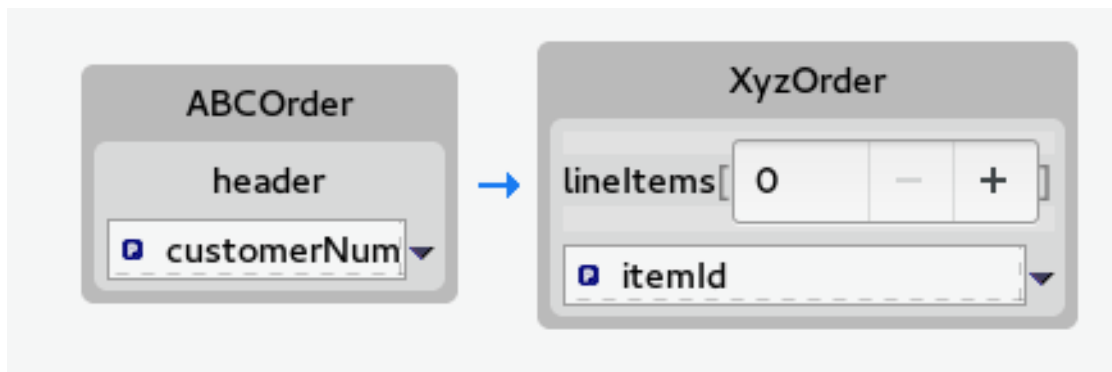 ABCOrder
header
customerNum
XyzOrder
lineItems[ 0 − + ]
itemId